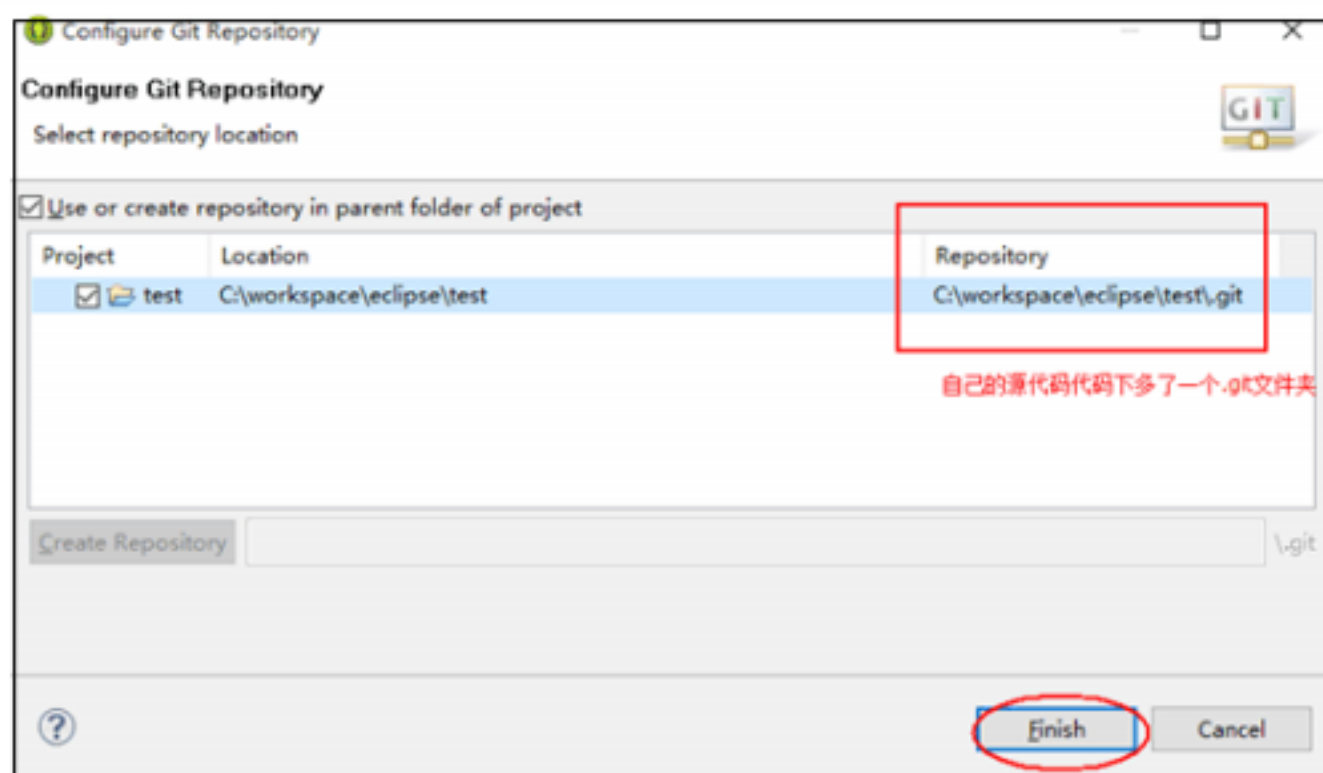 Configure Git Repository
Configure Git Repository
Select repository location
GIT
Use or create repository in parent folder of project
Project Location Repository
test C:\workspace\eclipse\test C:\workspace\eclipse\test\.git
自己的源代码代码下多了一个.git文件夹
Create Repository \.git
? Finish Cancel